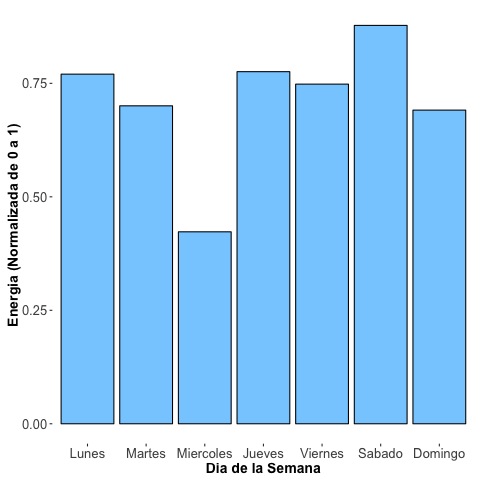 Energia (Normalizada de 0 a 1)
0.75
0.50
0.25
0.00
Lunes Martes Miercoles Jueves Viernes Sabado Domingo
Dia de la Semana